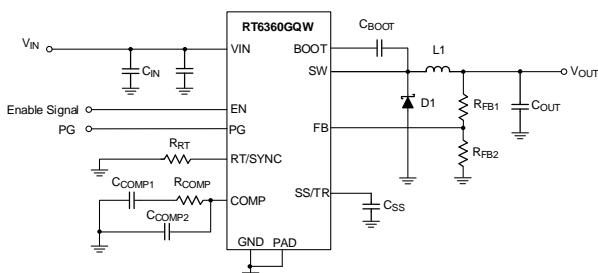 RT6360GQW
VIN
CIN
VIN
BOOT
CBOOT
SW
L1
VOUT
D1
RFB1
COUT
Enable Signal
EN
PG
PG
FB
RFB2
RRT
RT/SYNC
CCOMP1
RCOMP
COMP
SS/TR
CSS
CCOMP2
GND PAD